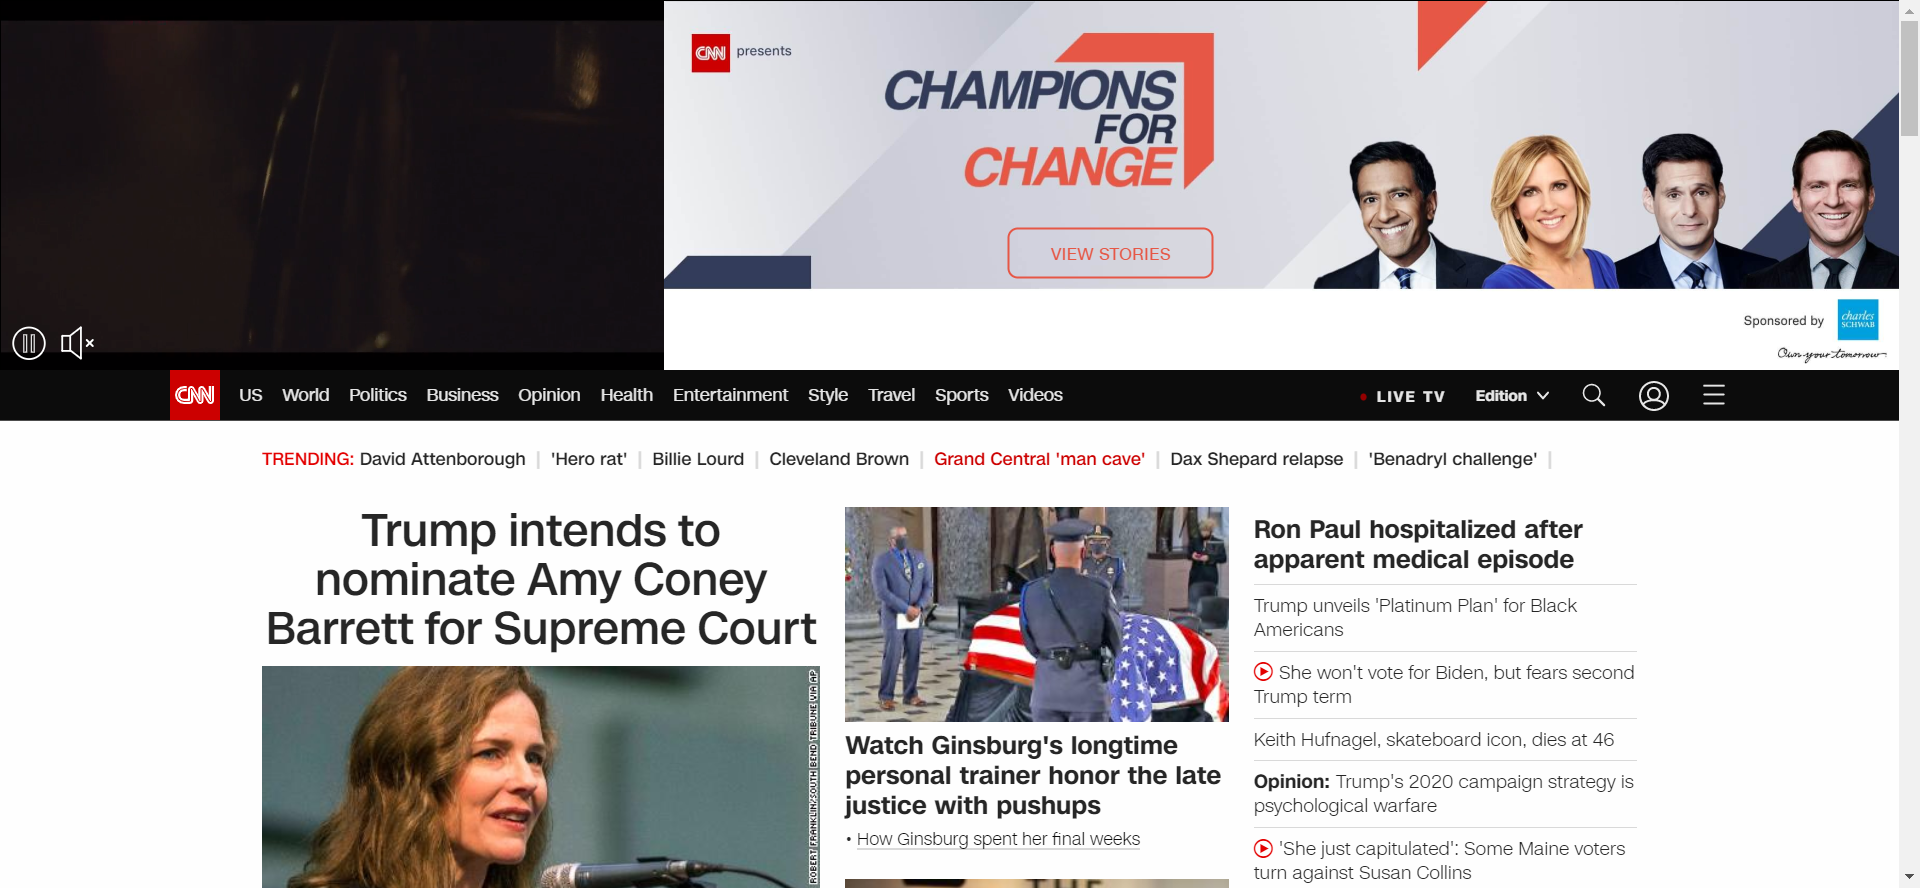 CNN presents
CHAMPIONS
FOR
CHANGE
VIEW STORIES
Sponsored by
charles
SCHWAB
Own your tomorrow
CNN US World Politics Business Opinion Health Entertainment Style Travel Sports Videos LIVE TV Edition
TRENDING: David Attenborough | 'Hero rat' | Billie Lourd | Cleveland Brown | Grand Central 'man cave' | Dax Shepard relapse | 'Benadryl challenge' |
Trump intends to
nominate Amy Coney
Barrett for Supreme Court
ROBERT FRANKLIN/SOUTH BEND TRIBUNE VIA AP
Watch Ginsburg's longtime
personal trainer honor the late
justice with pushups
• How Ginsburg spent her final weeks
Ron Paul hospitalized after
apparent medical episode
Trump unveils 'Platinum Plan' for Black
Americans
She won't vote for Biden, but fears second
Trump term
Keith Hufnagel, skateboard icon, dies at 46
Opinion: Trump's 2020 campaign strategy is
psychological warfare
'She just capitulated': Some Maine voters
turn against Susan Collins